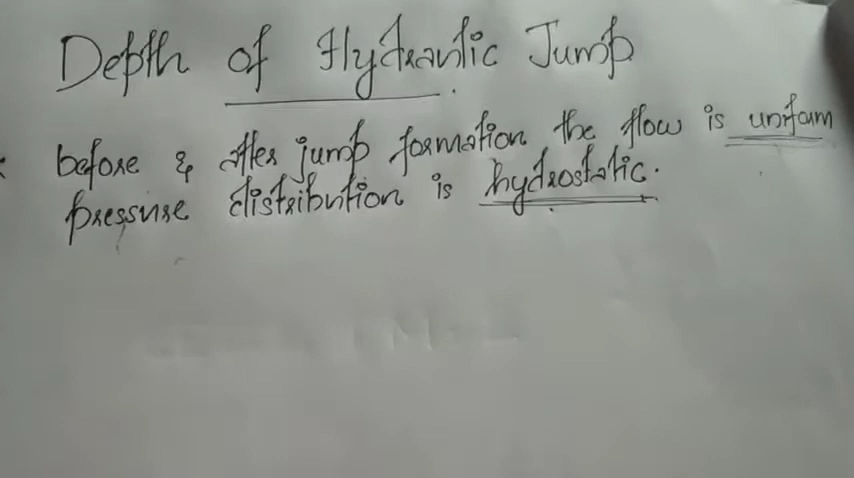 Depth of Hydraulic Jump
before & after jump formation the flow is uniform
pressure distribution is hydrostatic.